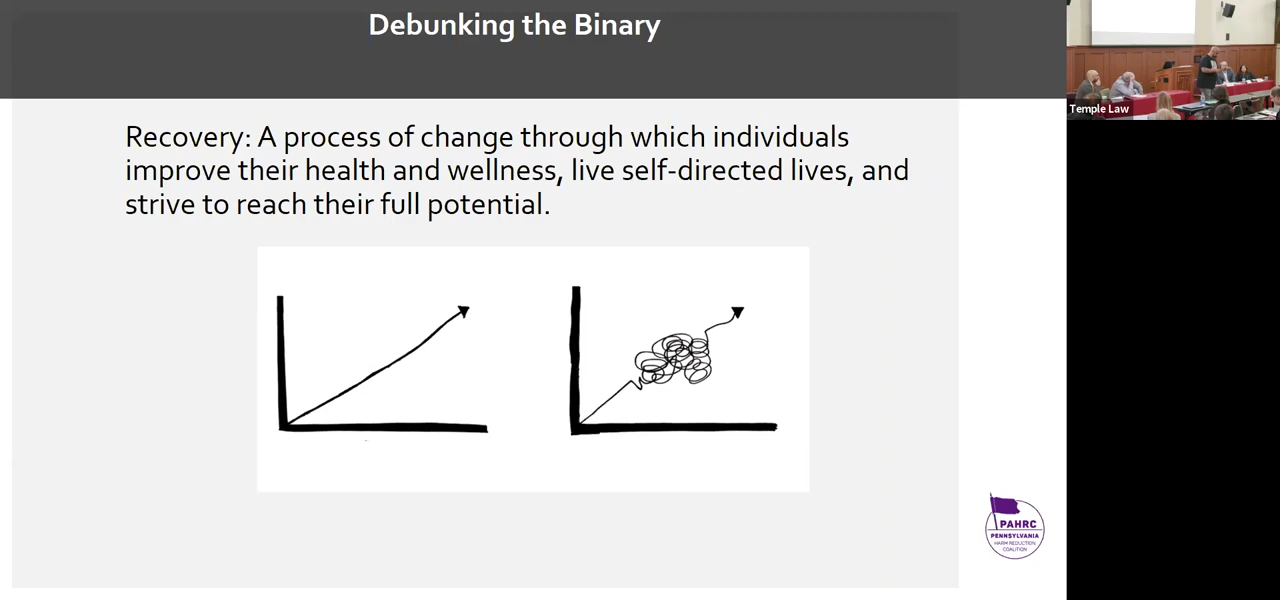 Debunking the Binary
Recovery: A process of change through which individuals
improve their health and wellness, live self-directed lives, and
strive to reach their full potential.
Temple Law
PAHRC
PENNSYLVANIA
HARM REDUCTION
COALITION